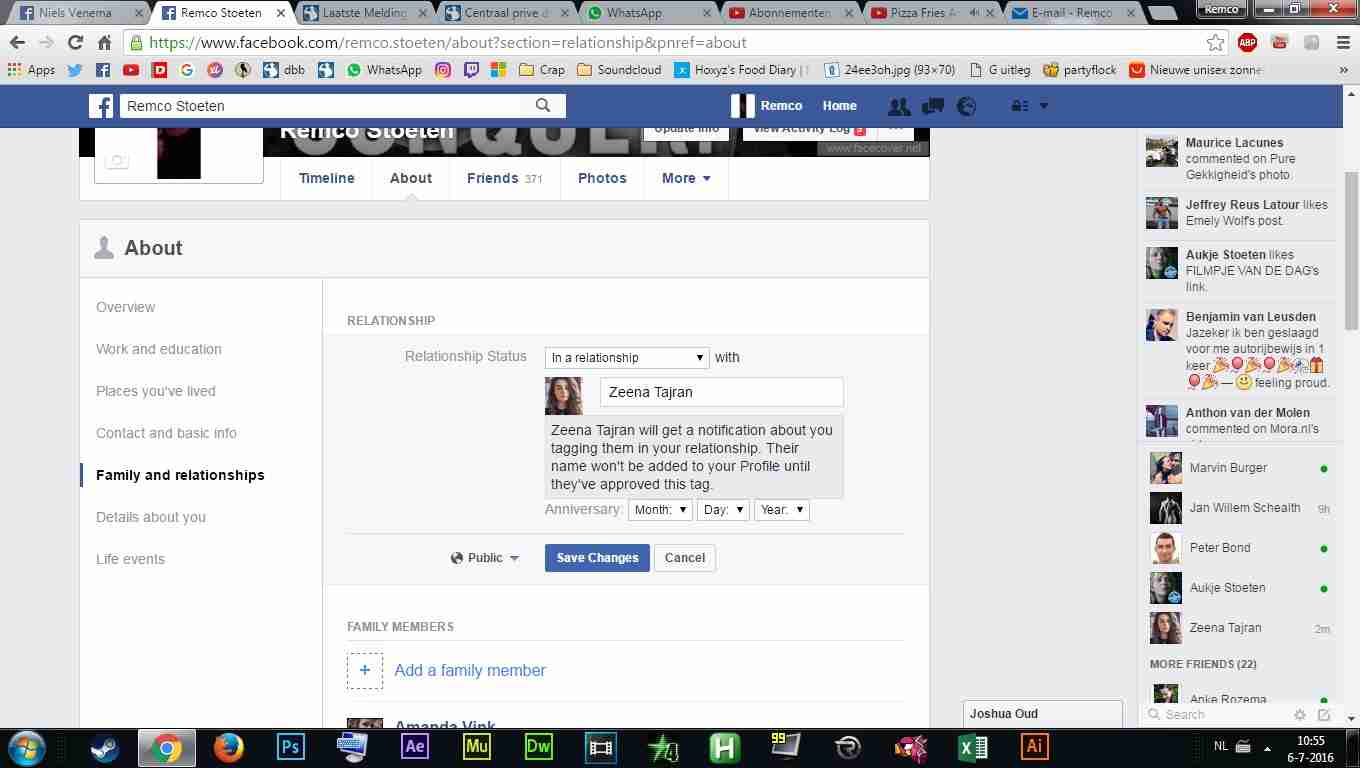 Niels Venema
Remco Stoeten
Laatste Melding
Centraal prive d
WhatsApp
Abonnementen
Pizza Fries A
E-mail - Remco
Remco
https://www.facebook.com/remco.stoeten/about?section=relationship&pnref=about
ABP
Apps
dbb
WhatsApp
Crap
Soundcloud
Hoxyz's Food Diary |
24ee3oh.jpg (93×70)
G uitleg
partyflock
Nieuwe unisex zonne
Remco Stoeten
Remco
Home
Remco Stoeten
CONQUER
Update Info
View Activity Log
www.facecover.net
Timeline
About
Friends 371
Photos
More
About
Overview
Work and education
Places you've lived
Contact and basic info
Family and relationships
Details about you
Life events
RELATIONSHIP
Relationship Status
In a relationship
with
Zeena Tajran
Zeena Tajran will get a notification about you
tagging them in your relationship. Their
name won't be added to your Profile until
they've approved this tag.
Anniversary: Month: Day: Year:
Public
Save Changes
Cancel
FAMILY MEMBERS
+ Add a family member
Amanda Vink
Maurice Lacunes
commented on Pure
Gekkigheid's photo.
Jeffrey Reus Latour likes
Emely Wolf's post.
Aukje Stoeten likes
FILMPJE VAN DE DAG's
link.
Benjamin van Leusden
Jazeker ik ben geslaagd
voor me autorijbewijs in 1
keer
— feeling proud.
Anthon van der Molen
commented on Mora.nl's
Marvin Burger
Jan Willem Schealth 9h
Peter Bond
Aukje Stoeten
Zeena Tajran 2m
MORE FRIENDS (22)
Anke Rozema
Search
Joshua Oud
Ps
Ae
Mu
Dw
H
99
Ai
NL
10:55
6-7-2016